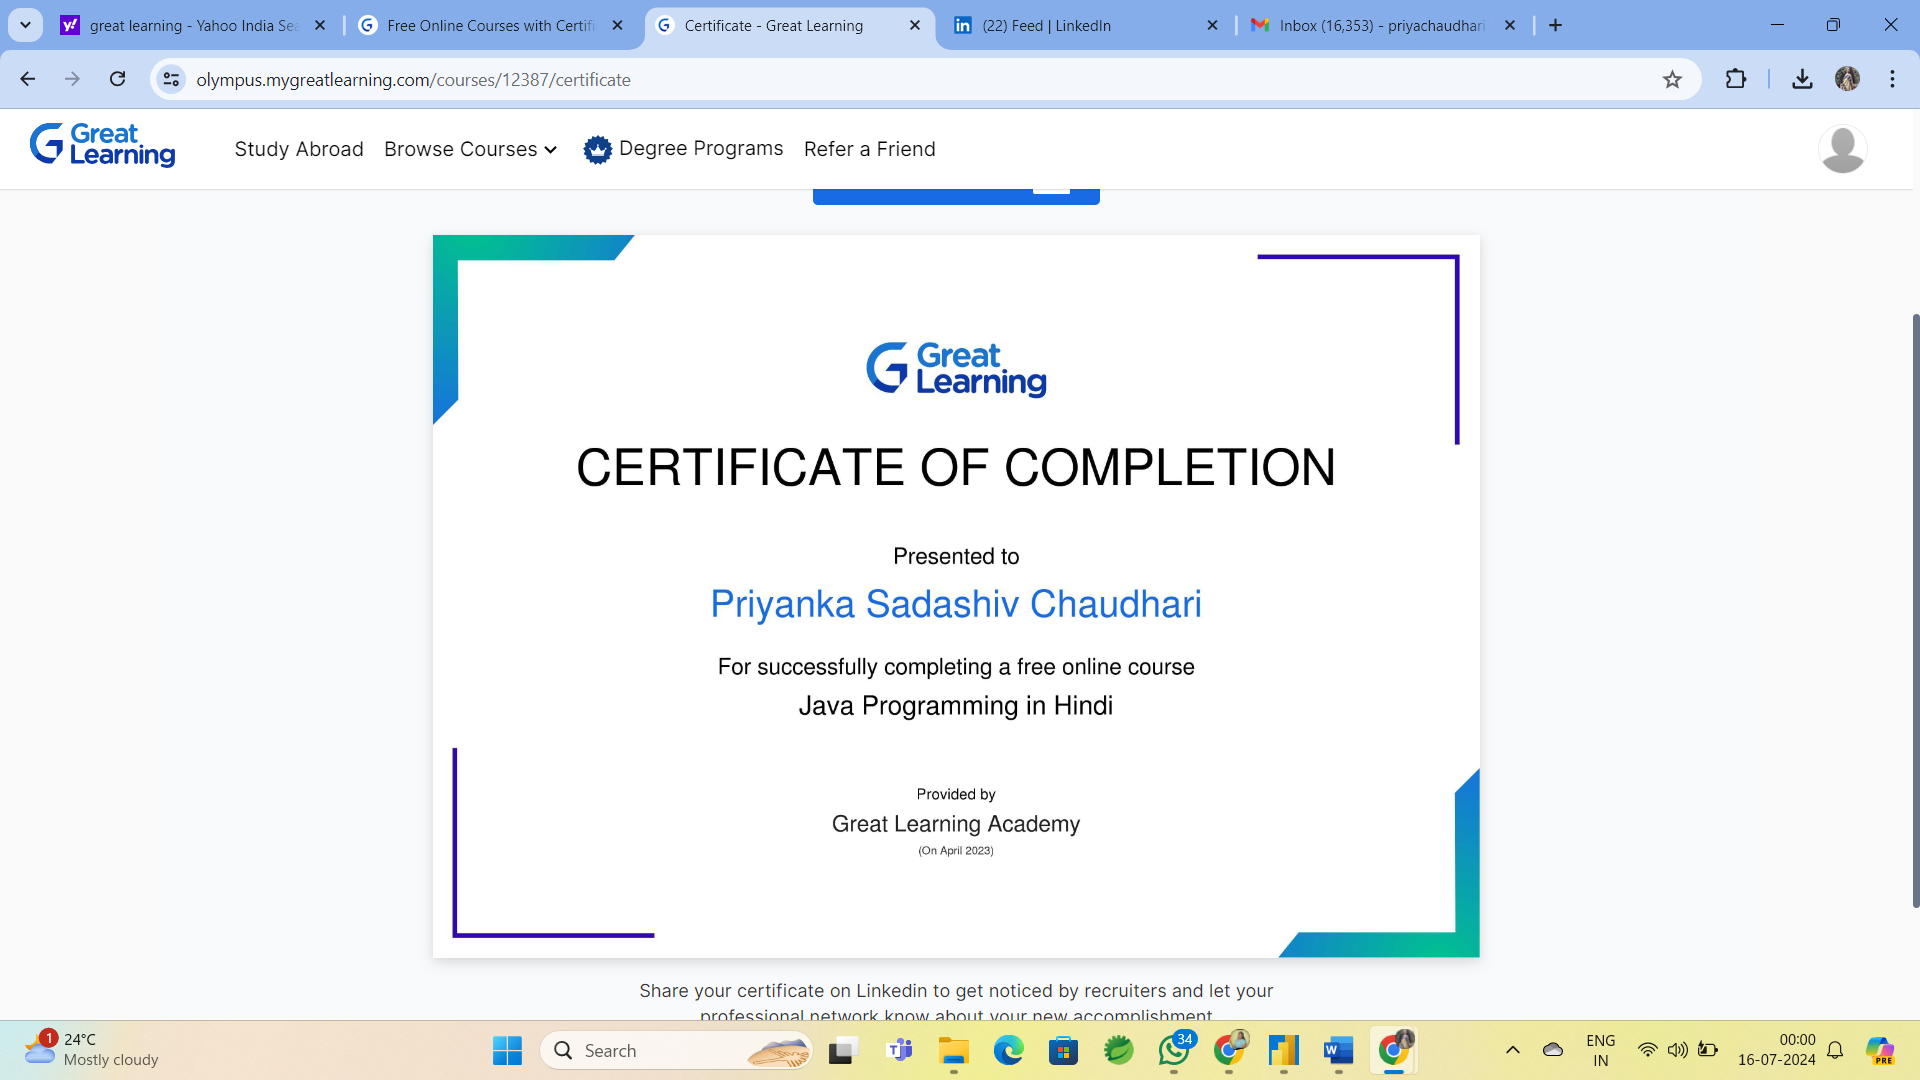 great learning - Yahoo India Sea
Free Online Courses with Certifi
Certificate - Great Learning
(22) Feed | LinkedIn
Inbox (16,353) - priyachaudhari
olympus.mygreatlearning.com/courses/12387/certificate
Great Learning
Study Abroad
Browse Courses
Degree Programs
Refer a Friend
Great
Learning
CERTIFICATE OF COMPLETION
Presented to
Priyanka Sadashiv Chaudhari
For successfully completing a free online course
Java Programming in Hindi
Provided by
Great Learning Academy
(On April 2023)
Share your certificate on Linkedin to get noticed by recruiters and let your
professional network know about your new accomplishment
1
24°C
Mostly cloudy
Search
34
ENG
IN
00:00
16-07-2024
PRE